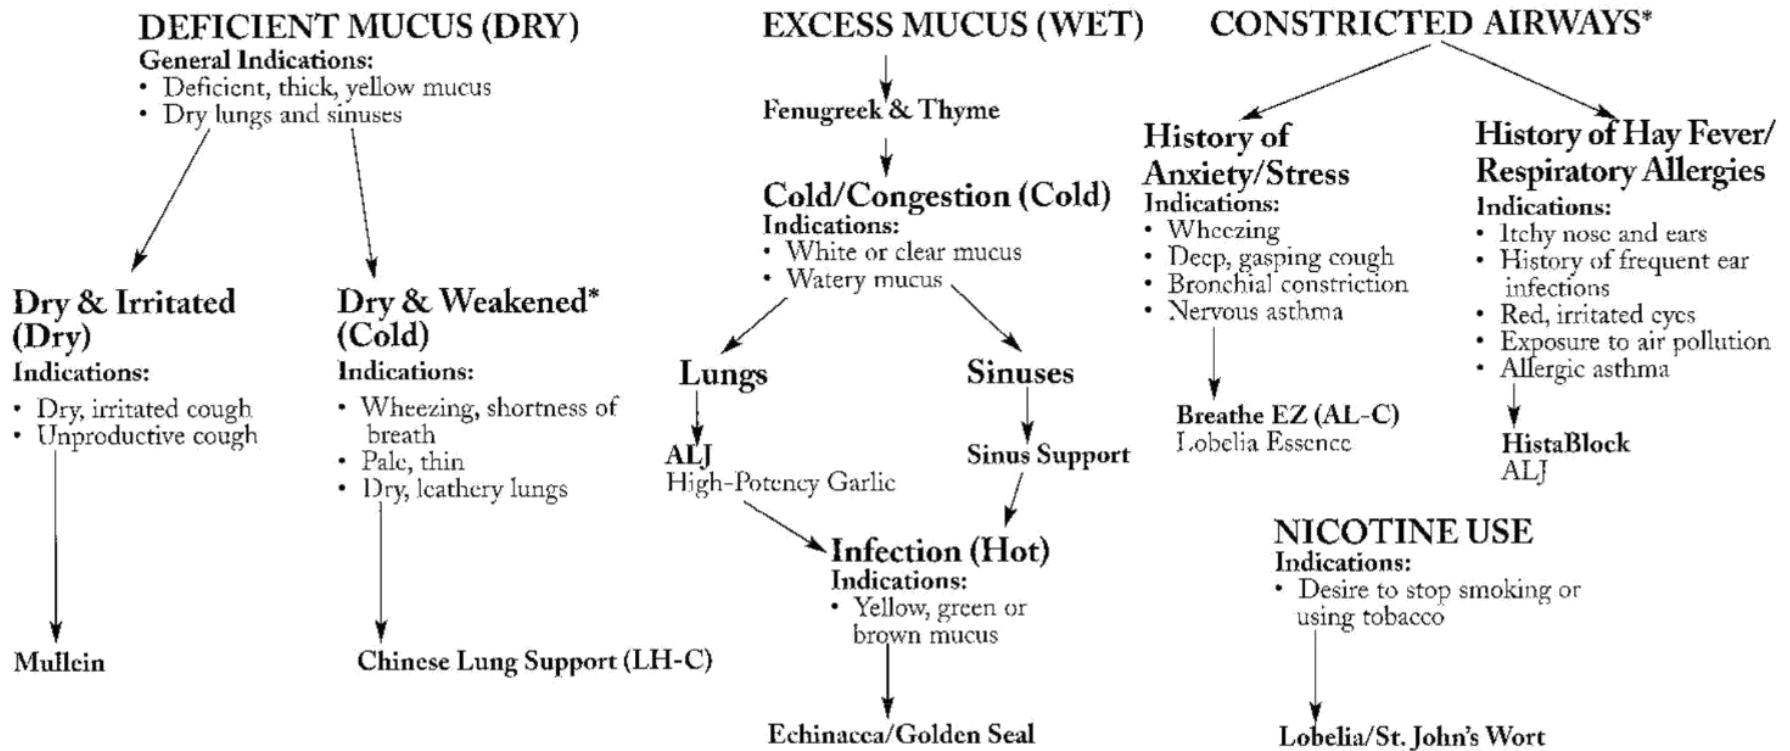 DEFICIENT MUCUS (DRY)
General Indications:
• Deficient, thick, yellow mucus
• Dry lungs and sinuses
Dry & Irritated
(Dry)
Indications:
• Dry, irritated cough
• Unproductive cough
Mullein
Dry & Weakened*
(Cold)
Indications:
• Wheezing, shortness of
breath
• Pale, thin
• Dry, leathery lungs
Chinese Lung Support (LH-C)
EXCESS MUCUS (WET)
Fenugreek & Thyme
Cold/Congestion (Cold)
Indications:
• White or clear mucus
• Watery mucus
Lungs
ALJ
High-Potency Garlic
Sinuses
Sinus Support
Infection (Hot)
Indications:
• Yellow, green or
brown mucus
Echinacea/Golden Seal
CONSTRICTED AIRWAYS*
History of
Anxiety/Stress
Indications:
• Wheezing
• Deep, gasping cough
• Bronchial constriction
• Nervous asthma
Breathe EZ (AL-C)
Lobelia Essence
History of Hay Fever/
Respiratory Allergies
Indications:
• Itchy nose and ears
• History of frequent ear
infections
• Red, irritated eyes
• Exposure to air pollution
• Allergic asthma
HistaBlock
ALJ
NICOTINE USE
Indications:
• Desire to stop smoking or
using tobacco
Lobelia/St. John's Wort